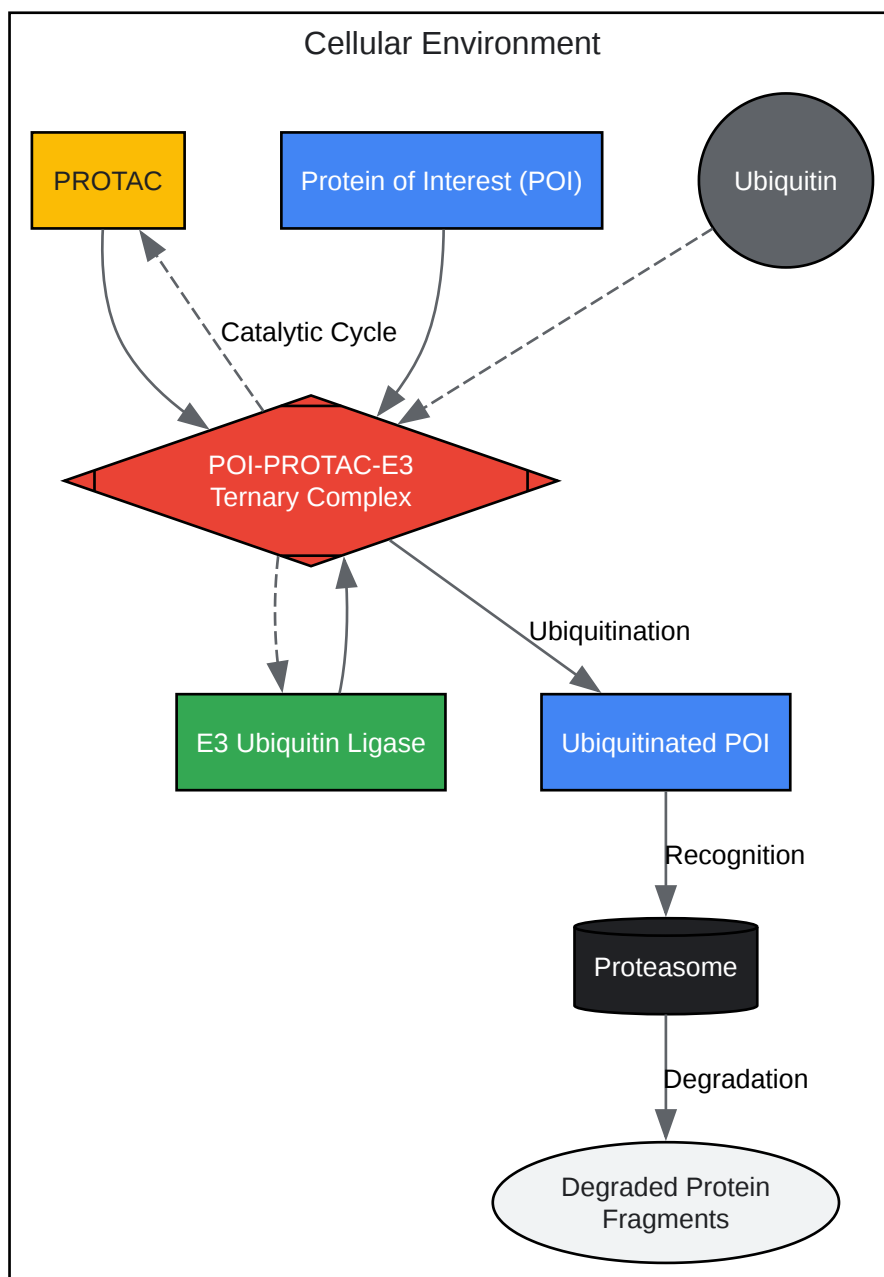 Cellular Environment
PROTAC
Protein of Interest (POI)
Ubiquitin
Catalytic Cycle
POI-PROTAC-E3
Ternary Complex
Ubiquitination
E3 Ubiquitin Ligase
Ubiquitinated POI
Recognition
Proteasome
Degradation
Degraded Protein
Fragments